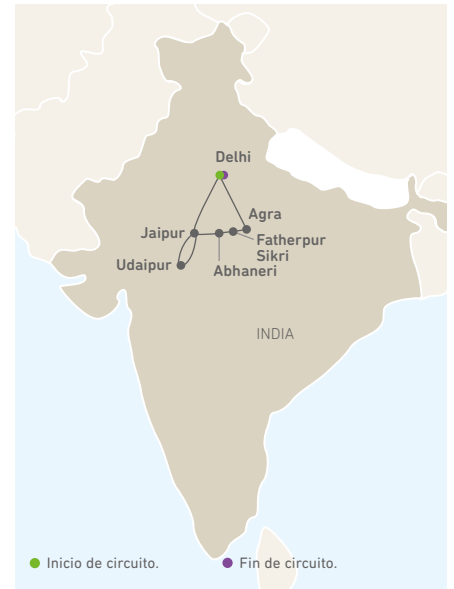 Delhi
Agra
Jaipur
Fatherpur
Sikri
Udaipur
Abhaneri
INDIA
Inicio de circuito.
Fin de circuito.